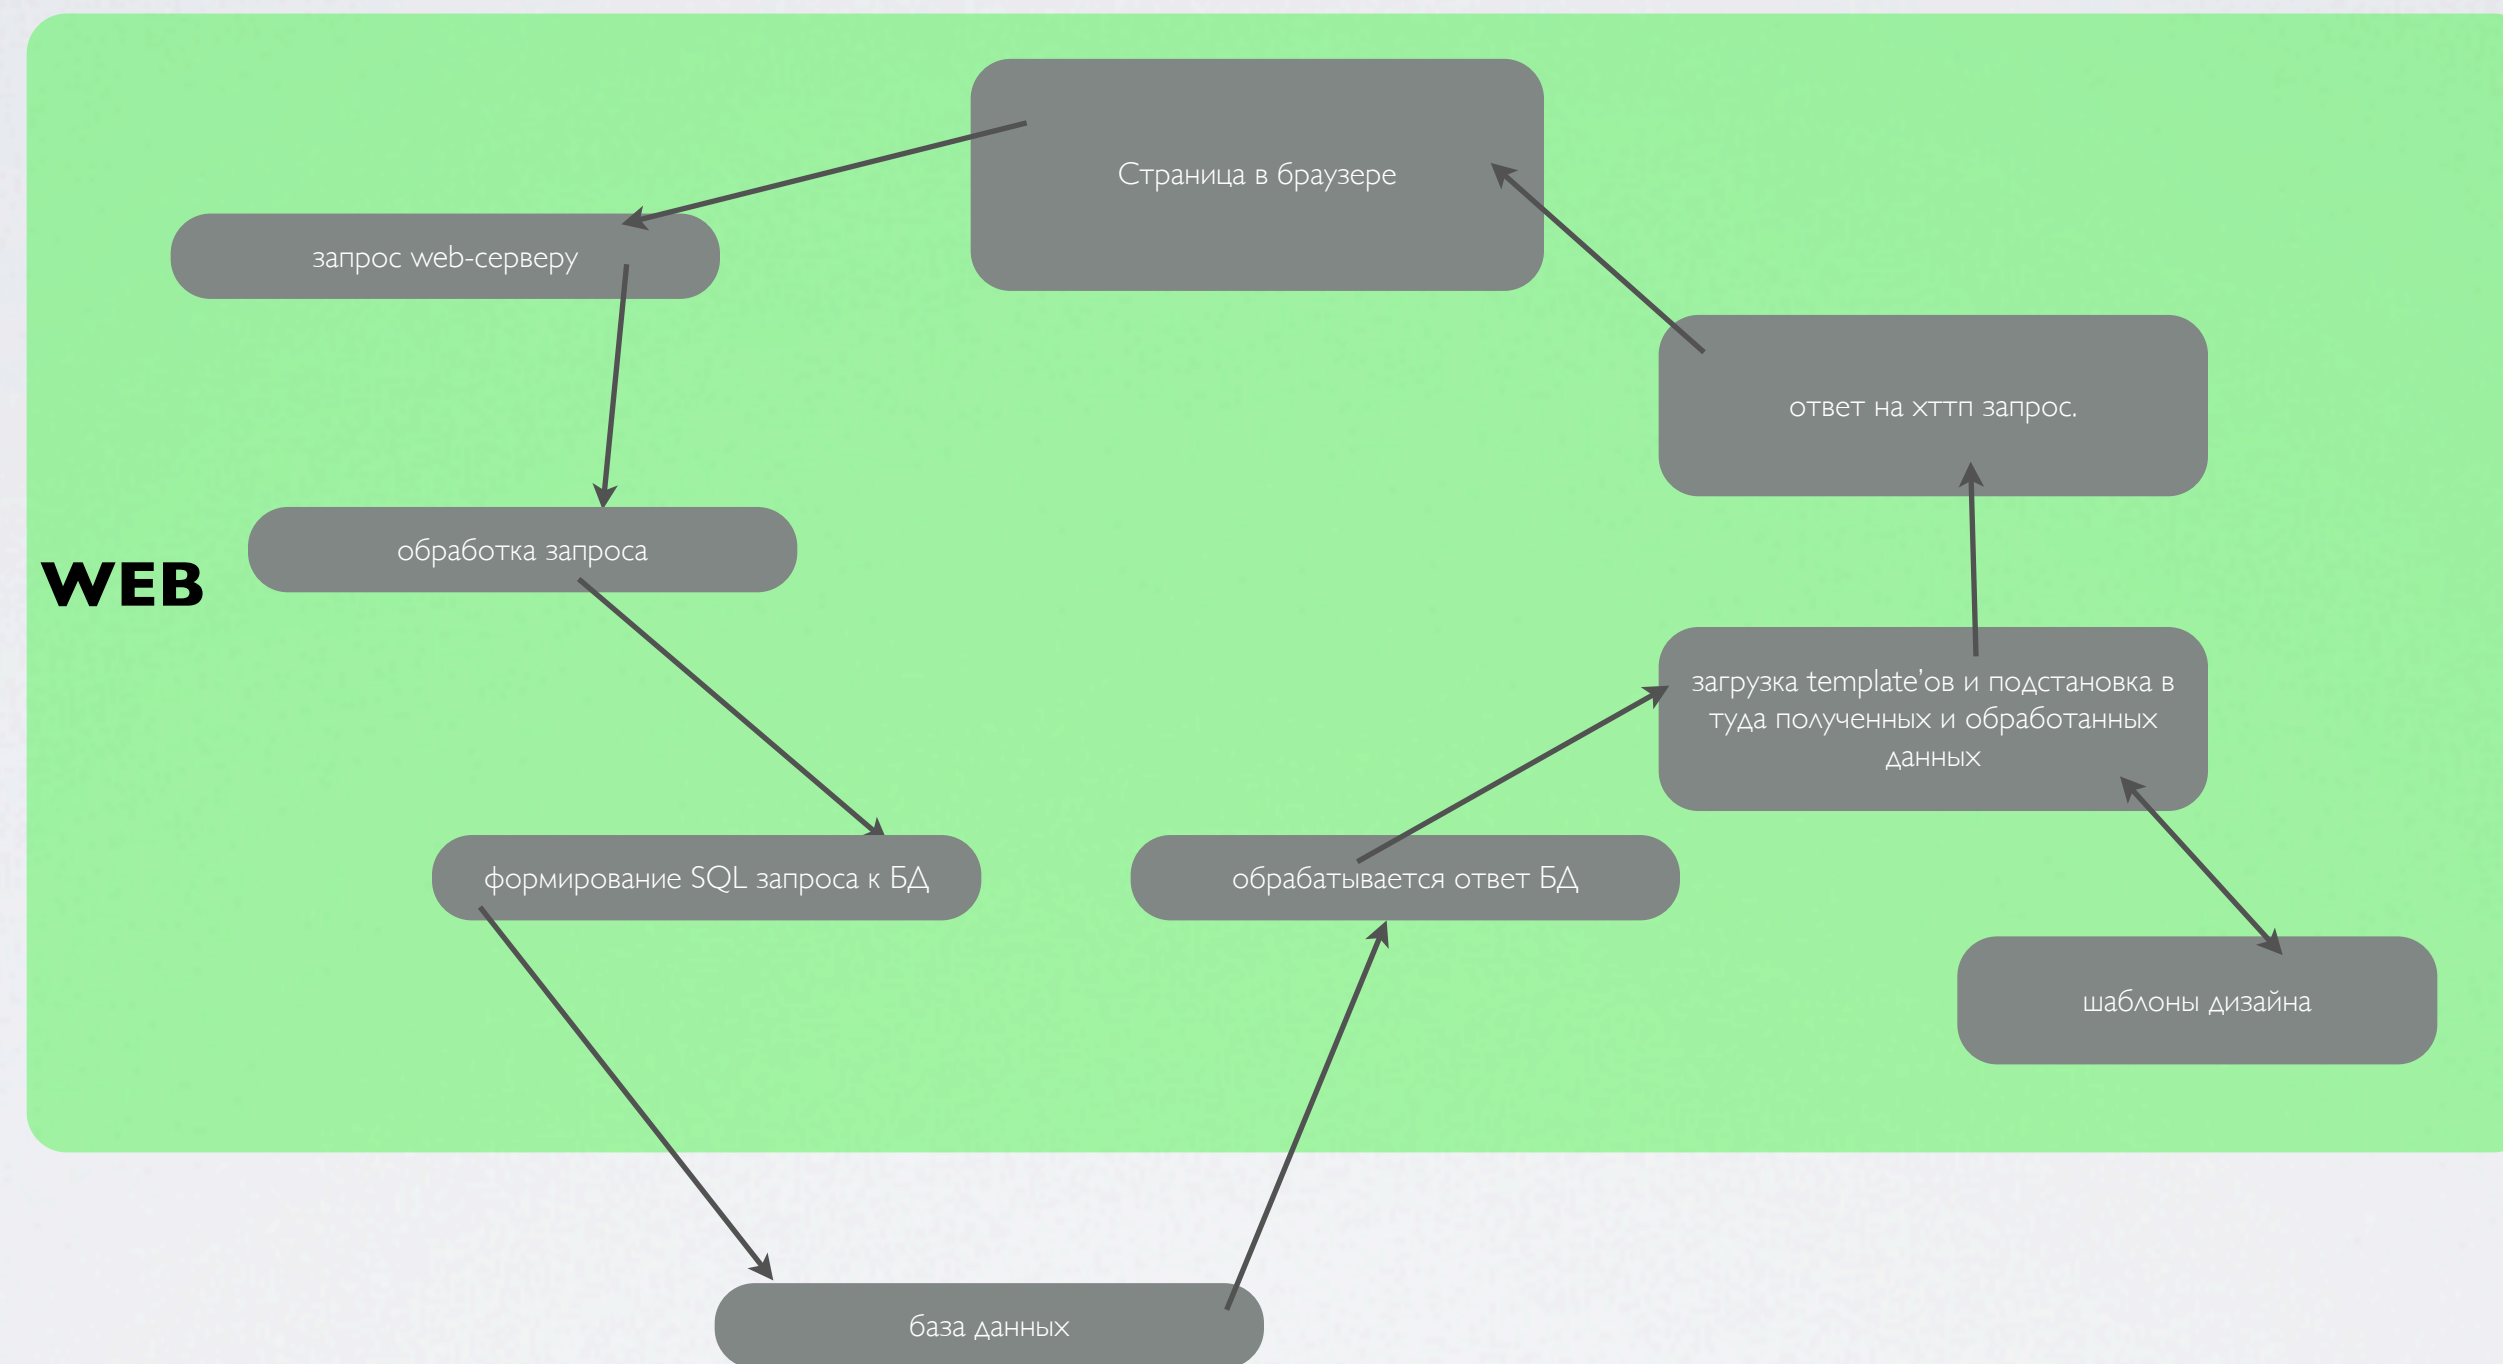 Страница в браузере
запрос web-серверу
ответ на хттп запрос.
обработка запроса
WEB
загрузка template’ов и подстановка в
туда полученных и обработанных
данных
формирование SQL запроса к БД
обрабатывается ответ БД
шаблоны дизайна
база данных